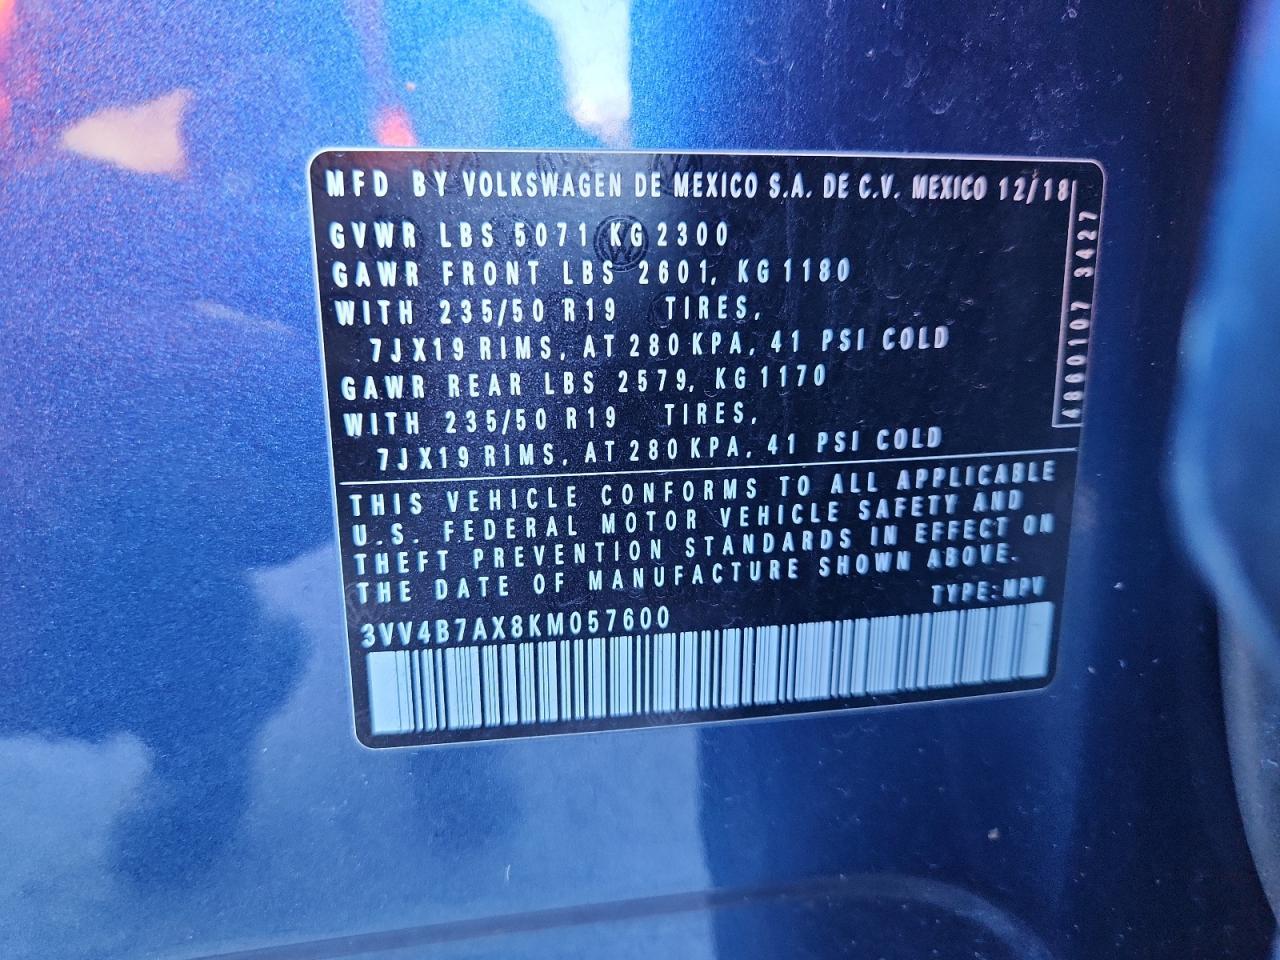 MFD BY VOLKSWAGEN DE MEXICO S.A. DE C.V. MEXICO 12/18
GVWR LBS 5071 KG 2300
GAWR FRONT LBS 2601, KG 1180
WITH 235/50 R19 TIRES,
7JX19 RIMS, AT 280 KPA, 41 PSI COLD
GAWR REAR LBS 2579, KG 1170
WITH 235/50 R19 TIRES,
7JX19 RIMS, AT 280 KPA, 41 PSI COLD
THIS VEHICLE CONFORMS TO ALL APPLICABLE
U.S. FEDERAL MOTOR VEHICLE SAFETY AND
THEFT PREVENTION STANDARDS IN EFFECT ON
THE DATE OF MANUFACTURE SHOWN ABOVE.
TYPE: MPV
3VV4B7AX8KM057600
3427